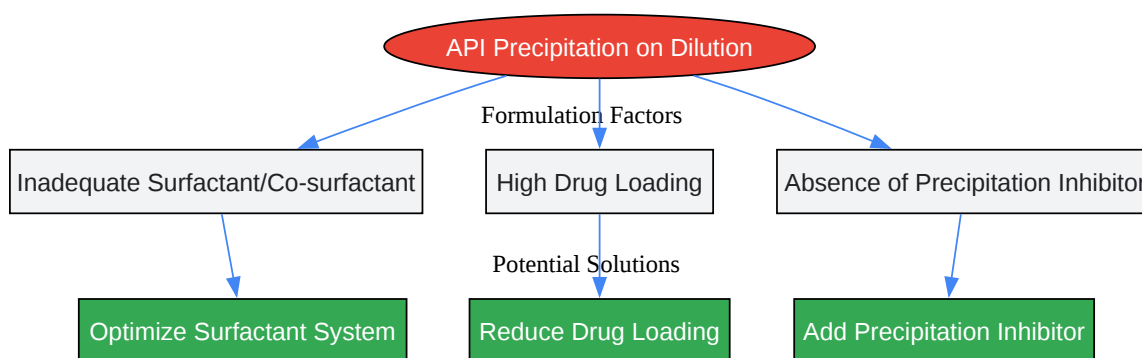 API Precipitation on Dilution
Formulation Factors
Inadequate Surfactant/Co-surfactant
High Drug Loading
Absence of Precipitation Inhibitor
Potential Solutions
Optimize Surfactant System
Reduce Drug Loading
Add Precipitation Inhibitor